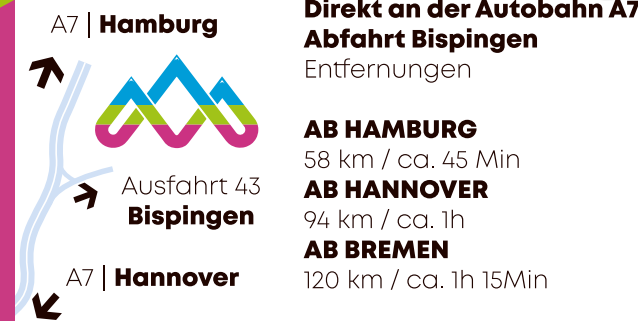 A7 | Hamburg
Ausfahrt 43
Bispingen
A7 | Hannover
Direkt an der Autobahn A7
Abfahrt Bispingen
Entfernungen
AB HAMBURG
58 km / ca. 45 Min
AB HANNOVER
94 km / ca. 1h
AB BREMEN
120 km / ca. 1h 15Min